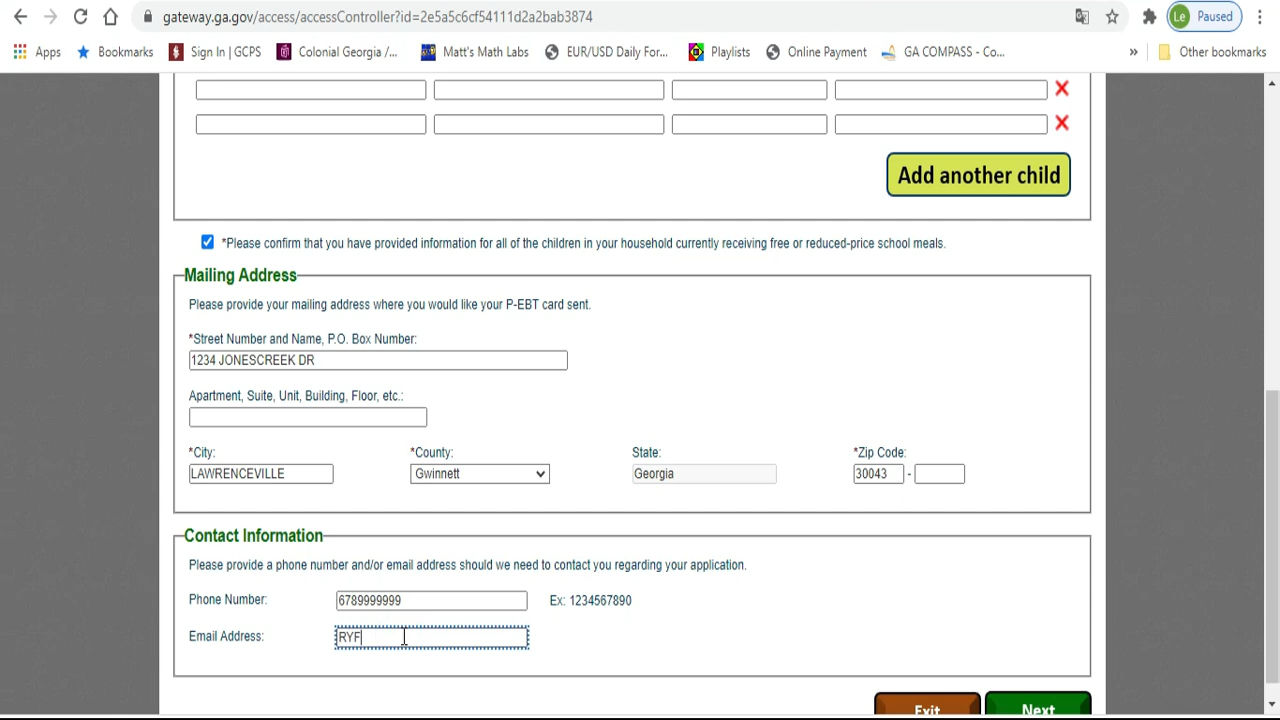 gateway.ga.gov/access/accessController?id=2e5a5c6cf54111d2a2bab3874
Le Paused
Apps Bookmarks Sign In | GCPS Colonial Georgia /... Matt's Math Labs EUR/USD Daily For... Playlists Online Payment GA COMPASS - Co... » Other bookmarks
Add another child
*Please confirm that you have provided information for all of the children in your household currently receiving free or reduced-price school meals.
Mailing Address
Please provide your mailing address where you would like your P-EBT card sent.
*Street Number and Name, P.O. Box Number:
1234 JONESCREEK DR
Apartment, Suite, Unit, Building, Floor, etc.:
*City: *County: State: *Zip Code:
LAWRENCEVILLE Gwinnett Georgia 30043 -
Contact Information
Please provide a phone number and/or email address should we need to contact you regarding your application.
Phone Number: 6789999999 Ex: 1234567890
Email Address: RYF
Exit Next